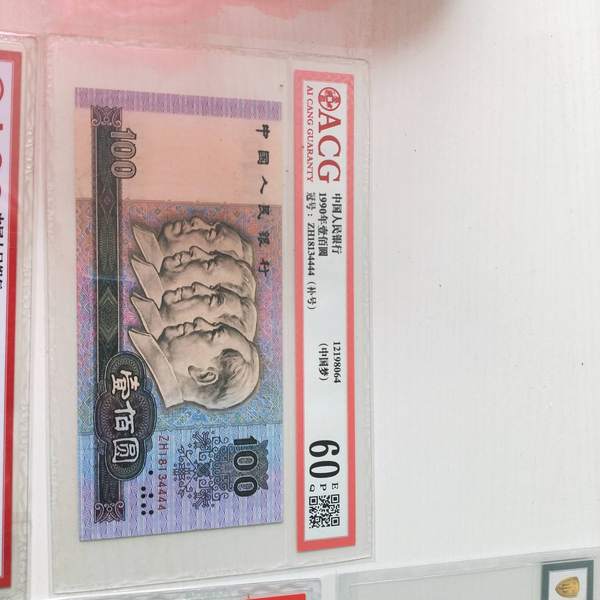 ACG
AI CANG GUARANTY
中国人民银行
1990年壹佰圆
冠号：ZH18134444（补号）
12198064
（中国梦）
60
E
P
Q
中国人民银行
100
壹佰圆
ZH18134444
100